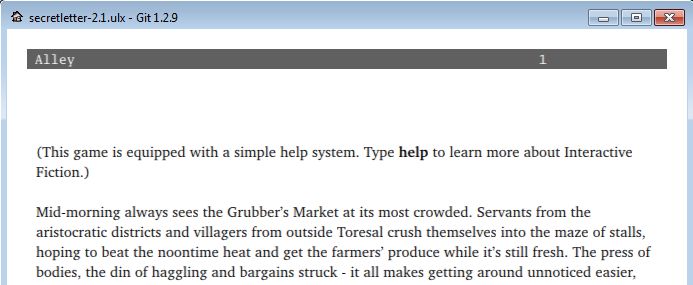 secretletter-2.1.ulx - Git 1.2.9
Alley 1
(This game is equipped with a simple help system. Type help to learn more about Interactive
Fiction.)
Mid-morning always sees the Grubber’s Market at its most crowded. Servants from the
aristocratic districts and villagers from outside Toresal crush themselves into the maze of stalls,
hoping to beat the noontime heat and get the farmers’ produce while it’s still fresh. The press of
bodies, the din of haggling and bargains struck - it all makes getting around unnoticed easier,